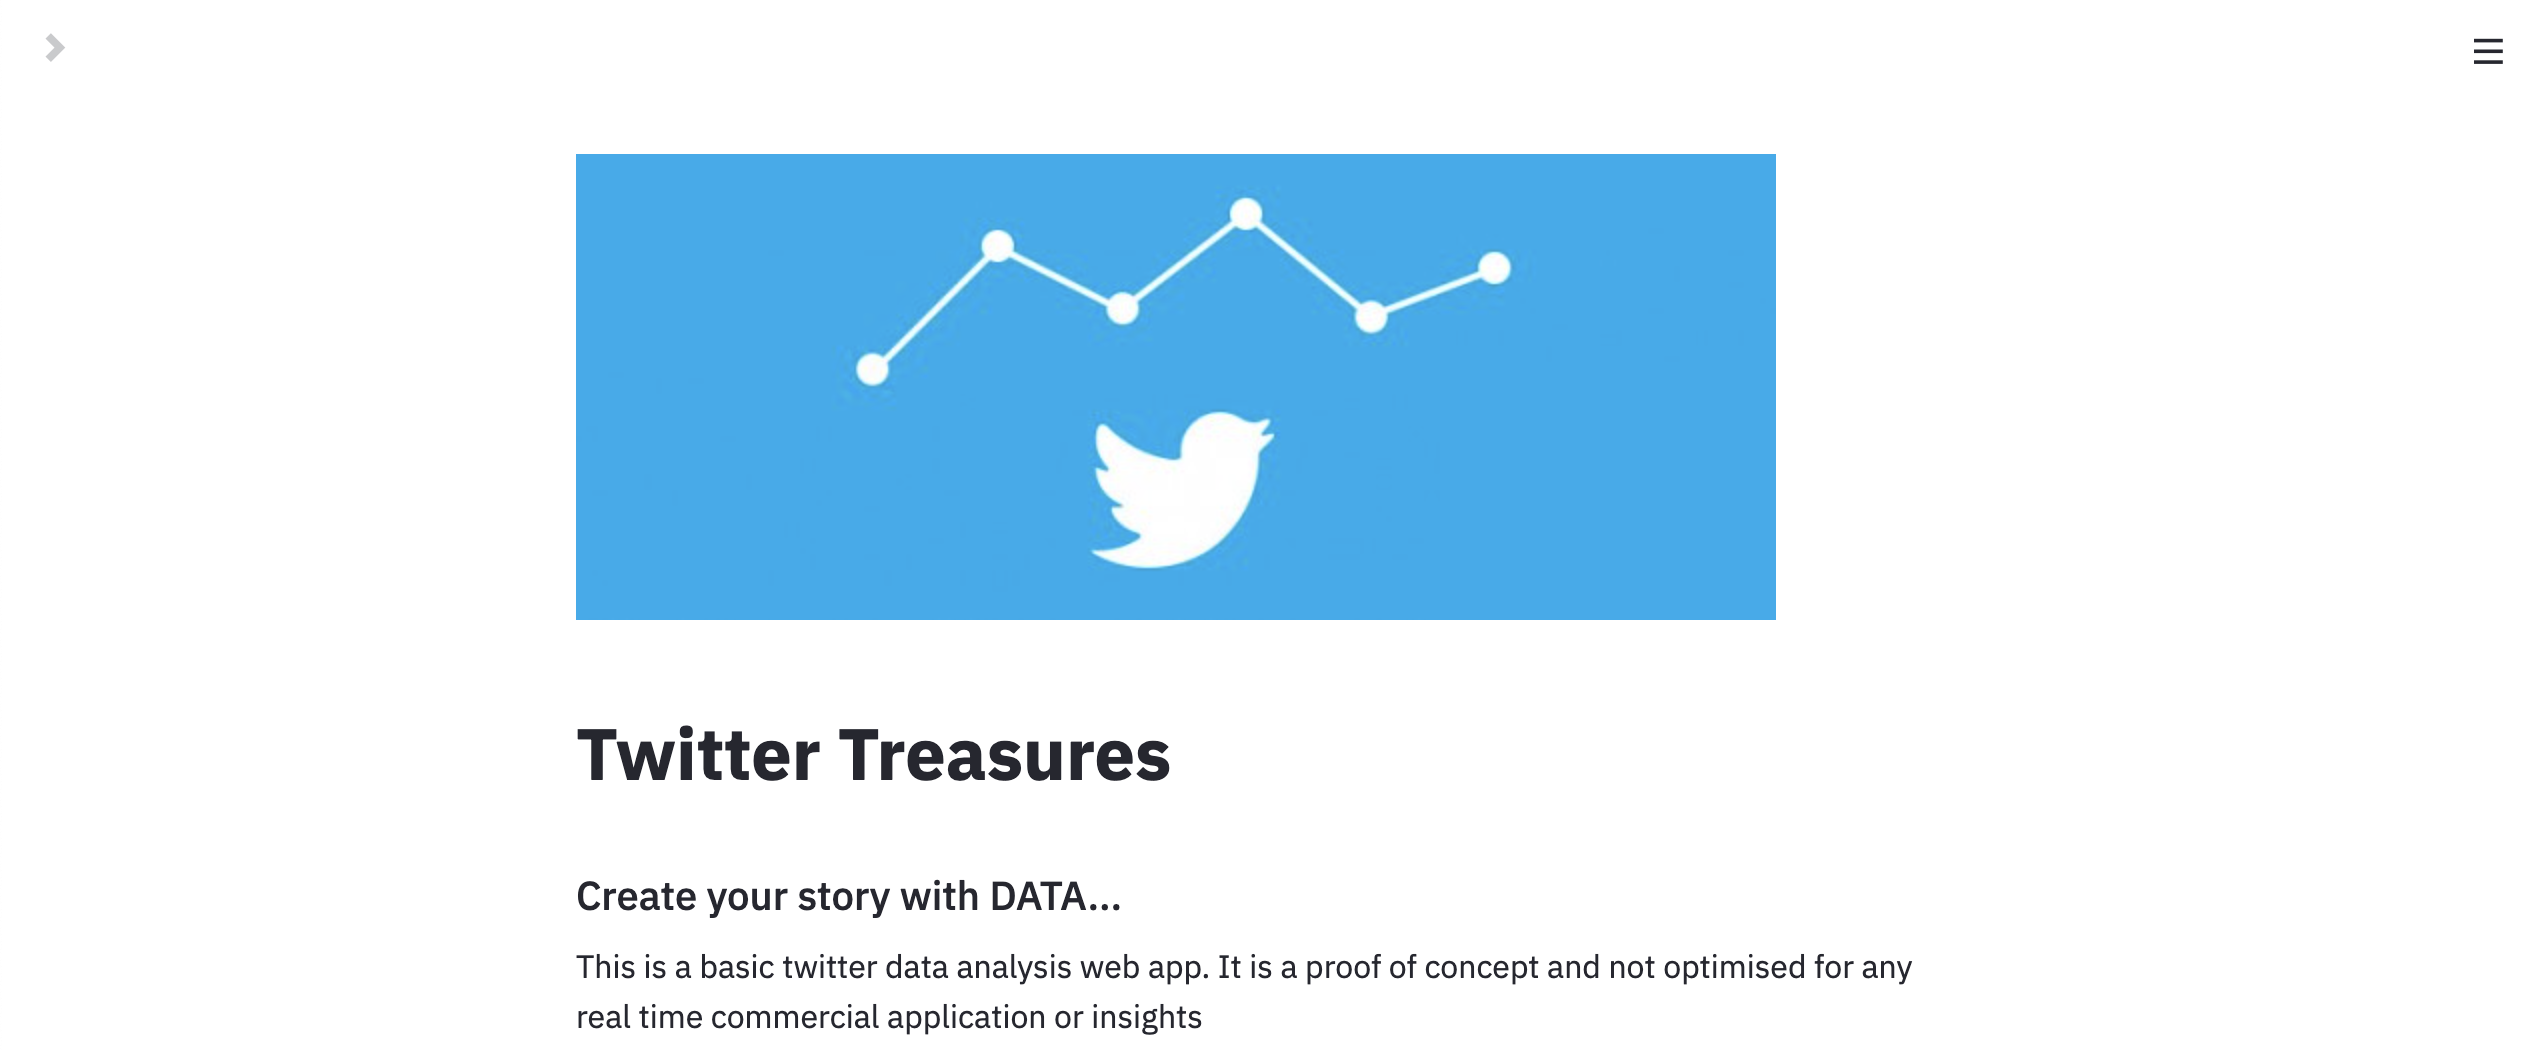 Twitter Treasures
Create your story with DATA...
This is a basic twitter data analysis web app. It is a proof of concept and not optimised for any
real time commercial application or insights